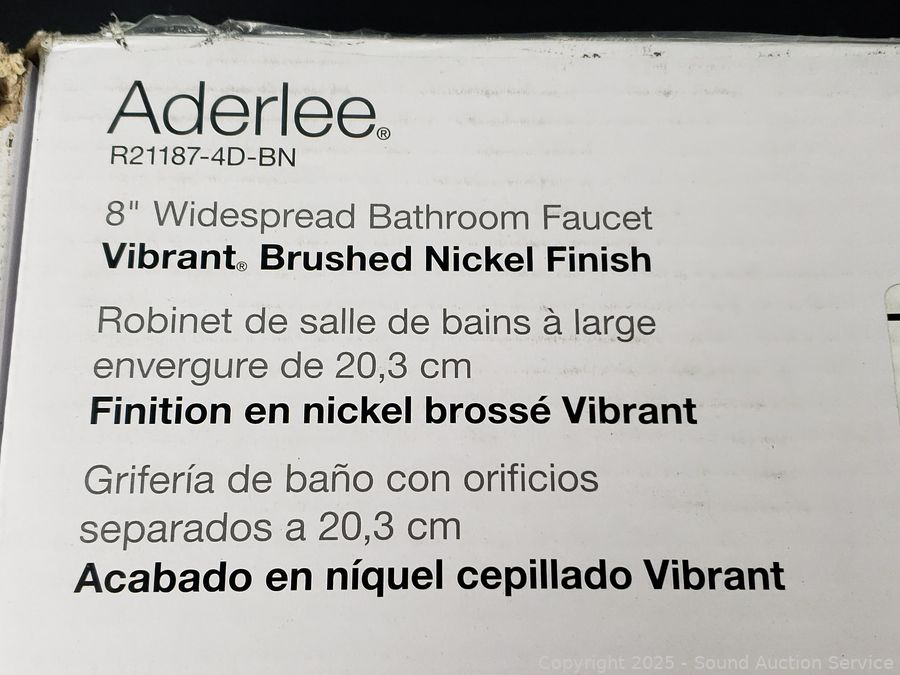 Aderlee®
R21187-4D-BN
8" Widespread Bathroom Faucet
Vibrant® Brushed Nickel Finish
Robinet de salle de bains à large
envergure de 20,3 cm
Finition en nickel brossé Vibrant
Grifería de baño con orificios
separados a 20,3 cm
Acabado en níquel cepillado Vibrant
Copyright 2025 - Sound Auction Service